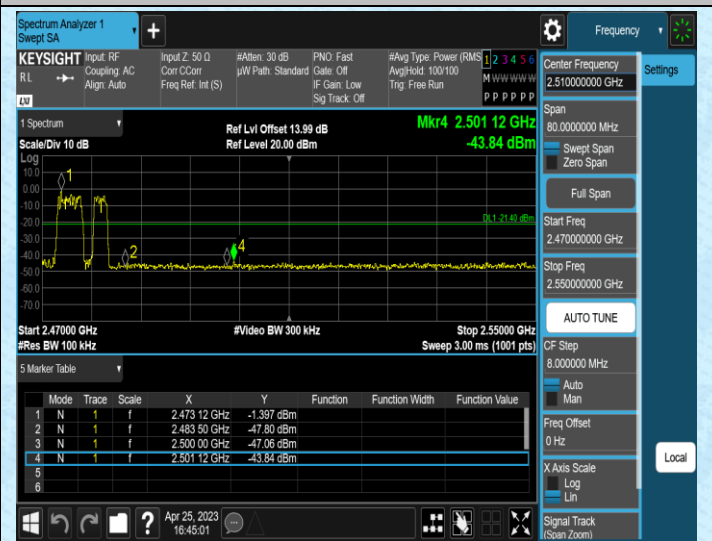 Spectrum Analyzer 1
Swept SA
+
Frequency
KEYSIGHT
RL
LXI
Input: RF
Coupling: AC
Align: Auto
Input Z: 50 Ω
Corr CCorr
Freq Ref: Int (S)
#Atten: 30 dB
µW Path: Standard
PNO: Fast
Gate: Off
IF Gain: Low
Sig Track: Off
#Avg Type: Power (RMS
Avg|Hold: 100/100
Trig: Free Run
1 2 3 4 5 6
M W W W W W
P P P P P P
1 Spectrum
Scale/Div 10 dB
Ref Lvl Offset 13.99 dB
Ref Level 20.00 dBm
Mkr4 2.501 12 GHz
-43.84 dBm
Log
10.0
0.00
-10.0
-20.0
-30.0
-40.0
-50.0
-60.0
-70.0
1
2
4
DL1 -21.40 dBm
Start 2.47000 GHz
#Res BW 100 kHz
#Video BW 300 kHz
Stop 2.55000 GHz
Sweep 3.00 ms (1001 pts)
5 Marker Table
Mode Trace Scale X Y Function Function Width Function Value
1 N 1 f 2.473 12 GHz -1.397 dBm
2 N 1 f 2.483 50 GHz -47.80 dBm
3 N 1 f 2.500 00 GHz -47.06 dBm
4 N 1 f 2.501 12 GHz -43.84 dBm
5
6
?
Apr 25, 2023
16:45:01
Center Frequency
2.510000000 GHz
Settings
Span
80.0000000 MHz
Swept Span
Zero Span
Full Span
Start Freq
2.470000000 GHz
Stop Freq
2.550000000 GHz
AUTO TUNE
CF Step
8.000000 MHz
Auto
Man
Freq Offset
0 Hz
X Axis Scale
Log
Lin
Signal Track
(Span Zoom)
Local